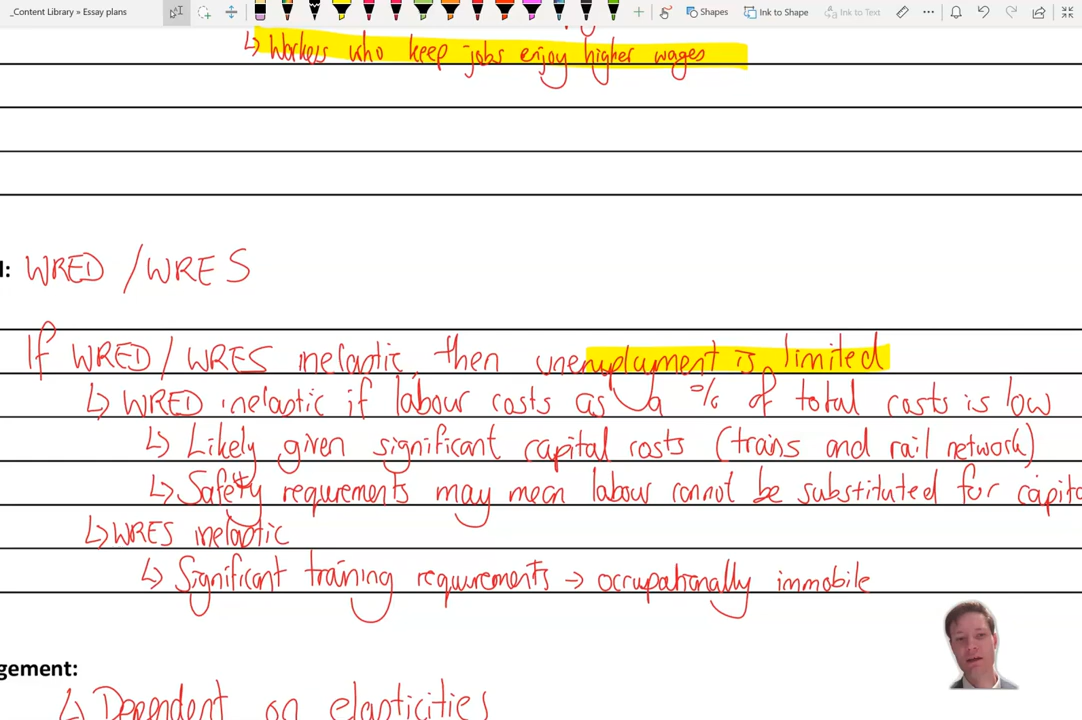 _Content Library » Essay plans
Shapes
Ink to Shape
Ink to Text
↳ Workers who keep jobs enjoy higher wages
: WRED / WRES
If WRED / WRES inelastic, then unemployment is limited
↳ WRED inelastic if labour costs as a % of total costs is low
↳ Likely given significant capital costs (trans and rail network)
↳ Safety requirements may mean labour cannot be substituted for
↳ WRES inelastic
↳ Significant training requirements → occupationally immobile
gement:
↳ Dependent on elasticities